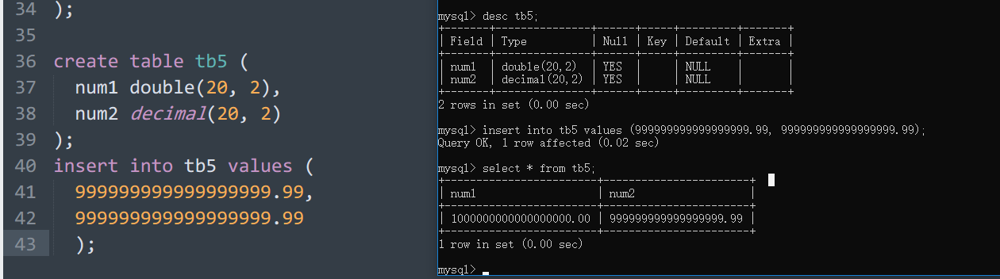 34 );
35
36 create table tb5 (
37 num1 double(20, 2),
38 num2 decimal(20, 2)
39 );
40 insert into tb5 values (
41 999999999999999999.99,
42 999999999999999999.99
43 );
mysql> desc tb5;
+-------+---------------+------+-----+---------+-------+
| Field | Type | Null | Key | Default | Extra |
+-------+---------------+------+-----+---------+-------+
| num1 | double(20,2) | YES | | NULL | |
| num2 | decimal(20,2) | YES | | NULL | |
+-------+---------------+------+-----+---------+-------+
2 rows in set (0.00 sec)
mysql> insert into tb5 values (999999999999999999.99, 999999999999999999.99);
Query OK, 1 row affected (0.02 sec)
mysql> select * from tb5;
+------------------------+-----------------------+
| num1 | num2 |
+------------------------+-----------------------+
| 1000000000000000000.00 | 999999999999999999.99 |
+------------------------+-----------------------+
1 row in set (0.00 sec)
mysql>